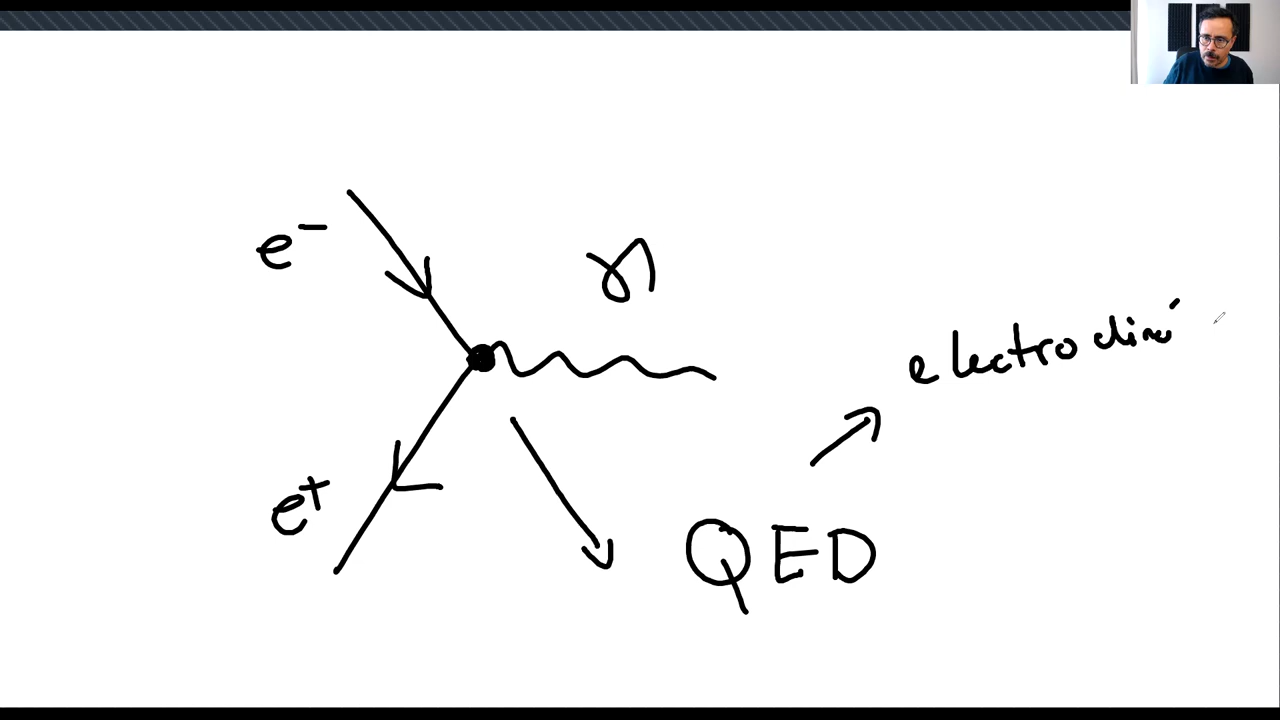 e⁻
γ
electrodiná
e⁺
QED